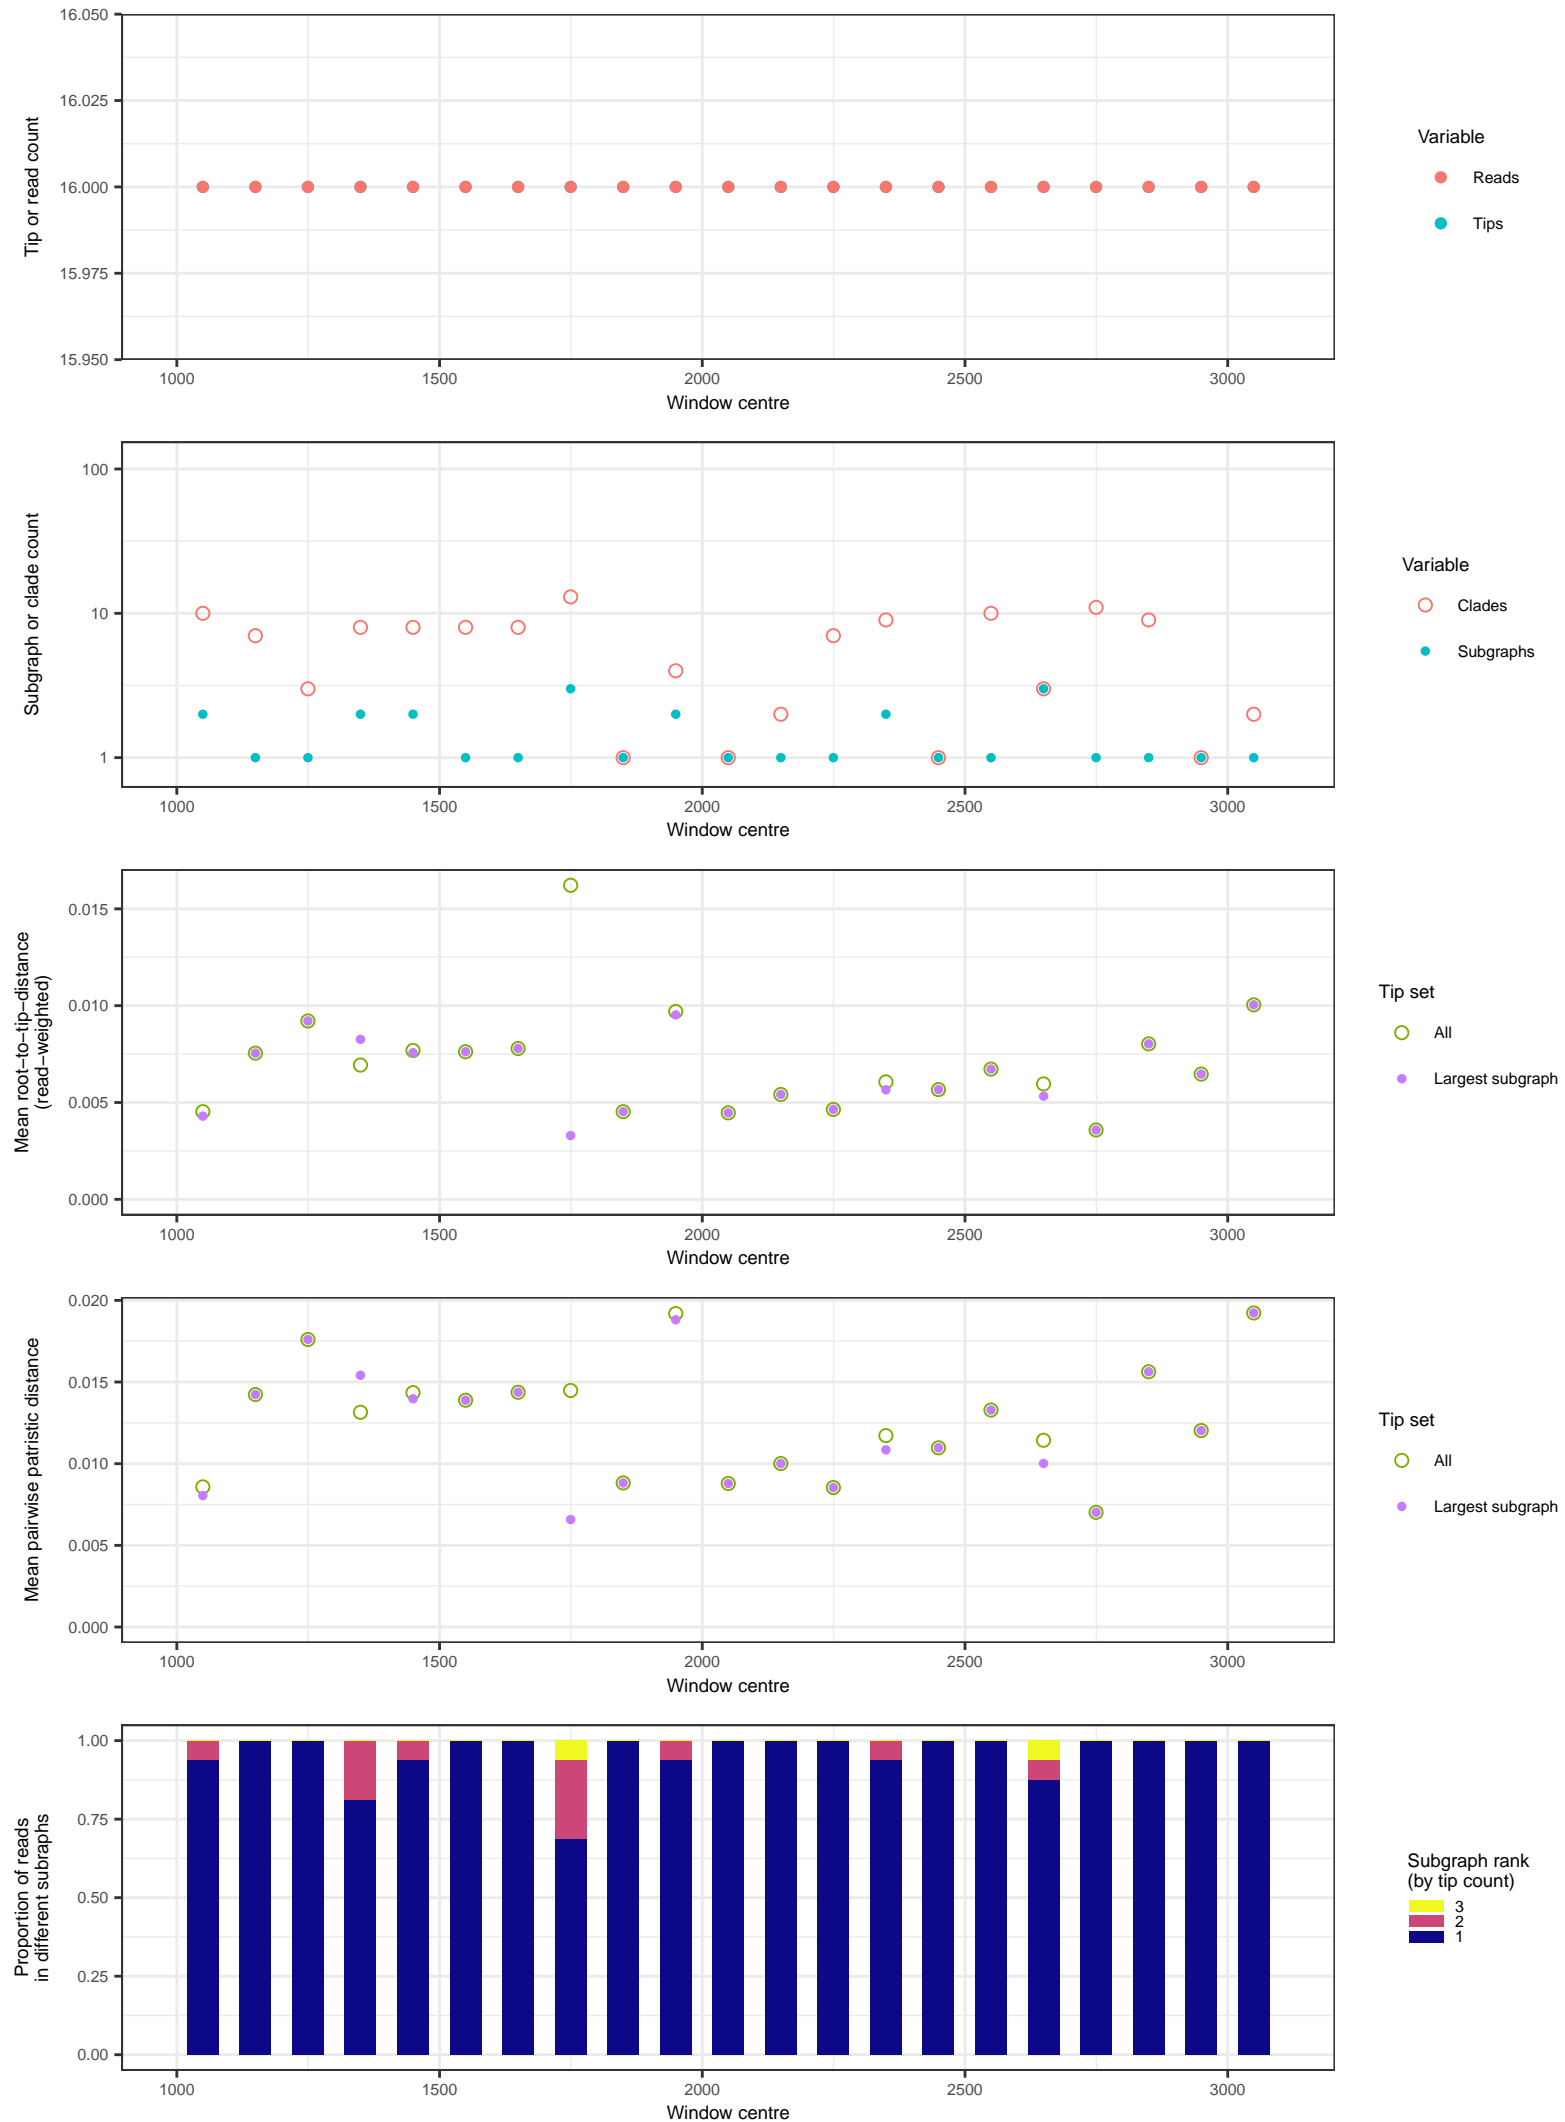 16.050
16.025
16.000
15.975
15.950
Tip or read count
1000 1500 2000 2500 3000
Window centre
Variable
Reads
Tips
100
10
1
Subgraph or clade count
1000 1500 2000 2500 3000
Window centre
Variable
Clades
Subgraphs
0.015
0.010
0.005
0.000
Mean root−to−tip−distance
(read−weighted)
1000 1500 2000 2500 3000
Window centre
Tip set
All
Largest subgraph
0.020
0.015
0.010
0.005
0.000
Mean pairwise patristic distance
1000 1500 2000 2500 3000
Window centre
Tip set
All
Largest subgraph
1.00
0.75
0.50
0.25
0.00
Proportion of reads
in different subraphs
1000 1500 2000 2500 3000
Window centre
Subgraph rank
(by tip count)
3
2
1